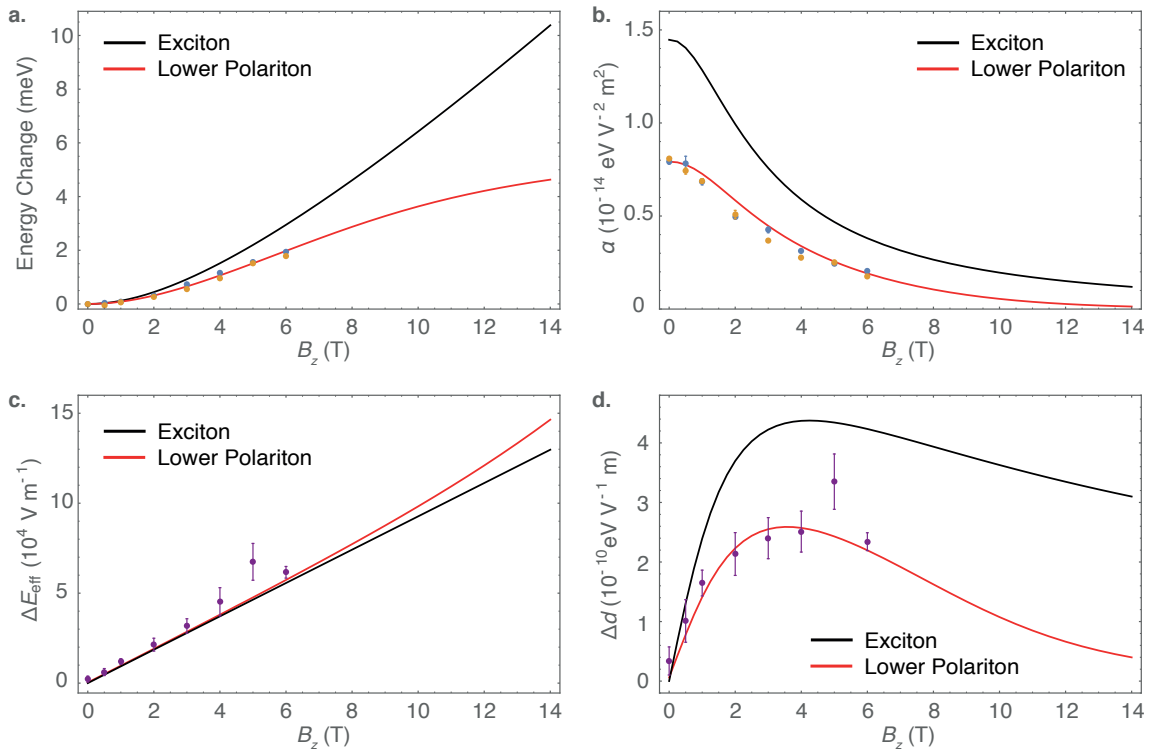 a.
Energy Change (meV)
10
8
6
4
2
0
Exciton
Lower Polariton
0 2 4 6 8 10 12 14
B_z (T)
b.
α (10⁻¹⁴ eV V⁻² m²)
1.5
1.0
0.5
0
Exciton
Lower Polariton
0 2 4 6 8 10 12 14
B_z (T)
c.
ΔE_eff (10⁴ V m⁻¹)
15
10
5
0
Exciton
Lower Polariton
0 2 4 6 8 10 12 14
B_z (T)
d.
Δd (10⁻¹⁰ eV V⁻¹ m)
4
3
2
1
0
Exciton
Lower Polariton
0 2 4 6 8 10 12 14
B_z (T)